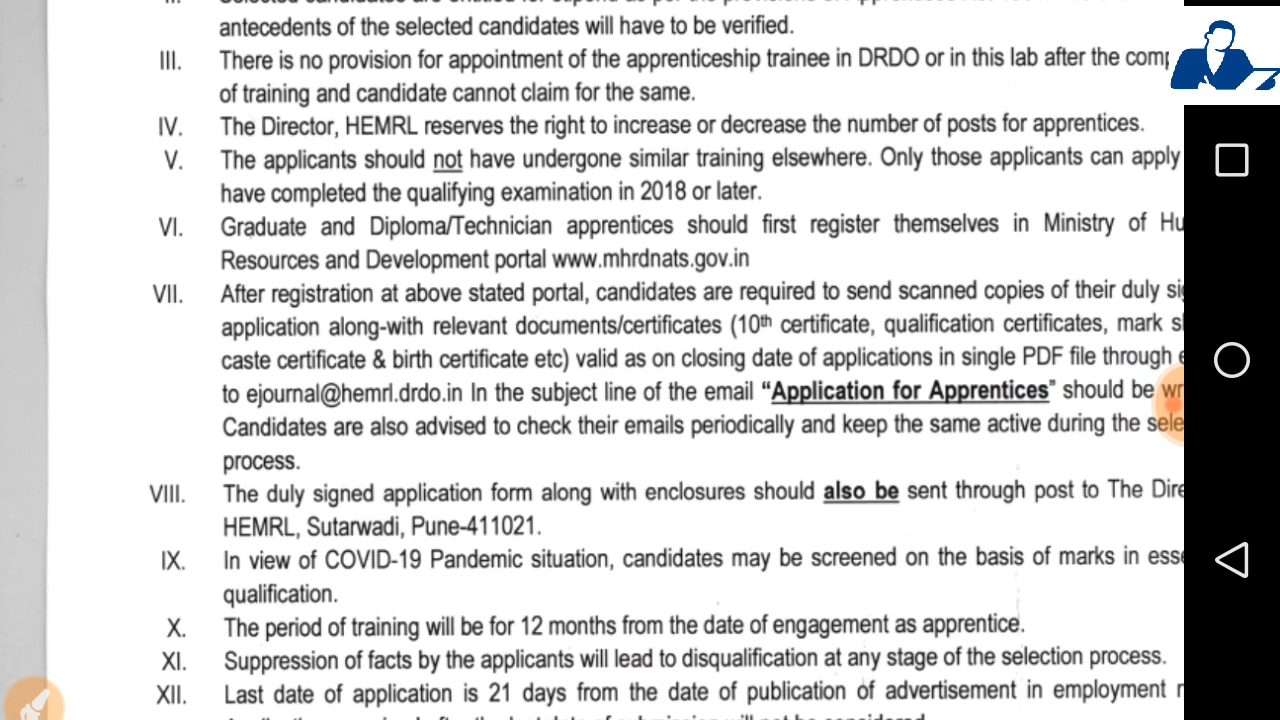 antecedents of the selected candidates will have to be verified.
III. There is no provision for appointment of the apprenticeship trainee in DRDO or in this lab after the comp
of training and candidate cannot claim for the same.
IV. The Director, HEMRL reserves the right to increase or decrease the number of posts for apprentices.
V. The applicants should not have undergone similar training elsewhere. Only those applicants can apply
have completed the qualifying examination in 2018 or later.
VI. Graduate and Diploma/Technician apprentices should first register themselves in Ministry of Hu
Resources and Development portal www.mhrdnats.gov.in
VII. After registration at above stated portal, candidates are required to send scanned copies of their duly sig
application along-with relevant documents/certificates (10th certificate, qualification certificates, mark s
caste certificate & birth certificate etc) valid as on closing date of applications in single PDF file through e
to ejournal@hemrl.drdo.in In the subject line of the email “Application for Apprentices” should be wr
Candidates are also advised to check their emails periodically and keep the same active during the sele
process.
VIII. The duly signed application form along with enclosures should also be sent through post to The Dire
HEMRL, Sutarwadi, Pune-411021.
IX. In view of COVID-19 Pandemic situation, candidates may be screened on the basis of marks in esse
qualification.
X. The period of training will be for 12 months from the date of engagement as apprentice.
XI. Suppression of facts by the applicants will lead to disqualification at any stage of the selection process.
XII. Last date of application is 21 days from the date of publication of advertisement in employment n